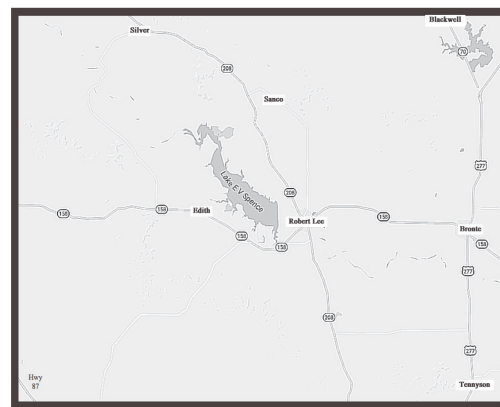 Blackwell
Silver
70
208
Sanco
277
Lake E V Spence
208
158
158
Edith
158
Robert Lee
158
158
Bronte
158
277
208
277
Hwy
87
Tennyson